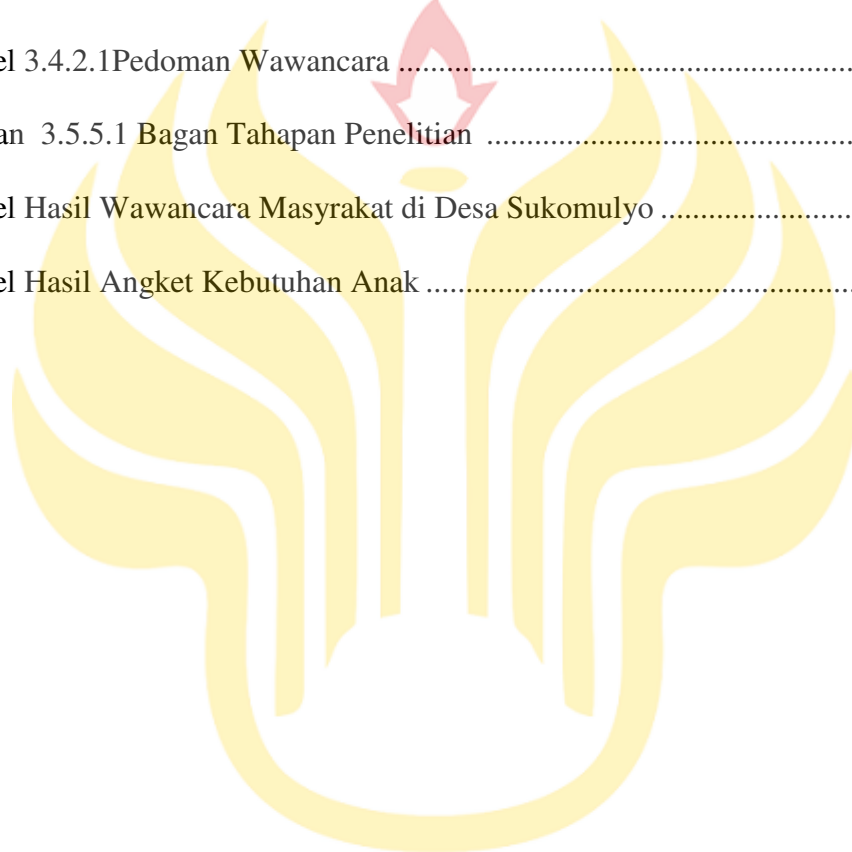 el 3.4.2.1Pedoman Wawancara ......................................................
an  3.5.5.1 Bagan Tahapan Penelitian ............................................
el Hasil Wawancara Masyrakat di Desa Sukomulyo .......................
el Hasil Angket Kebutuhan Anak ...................................................